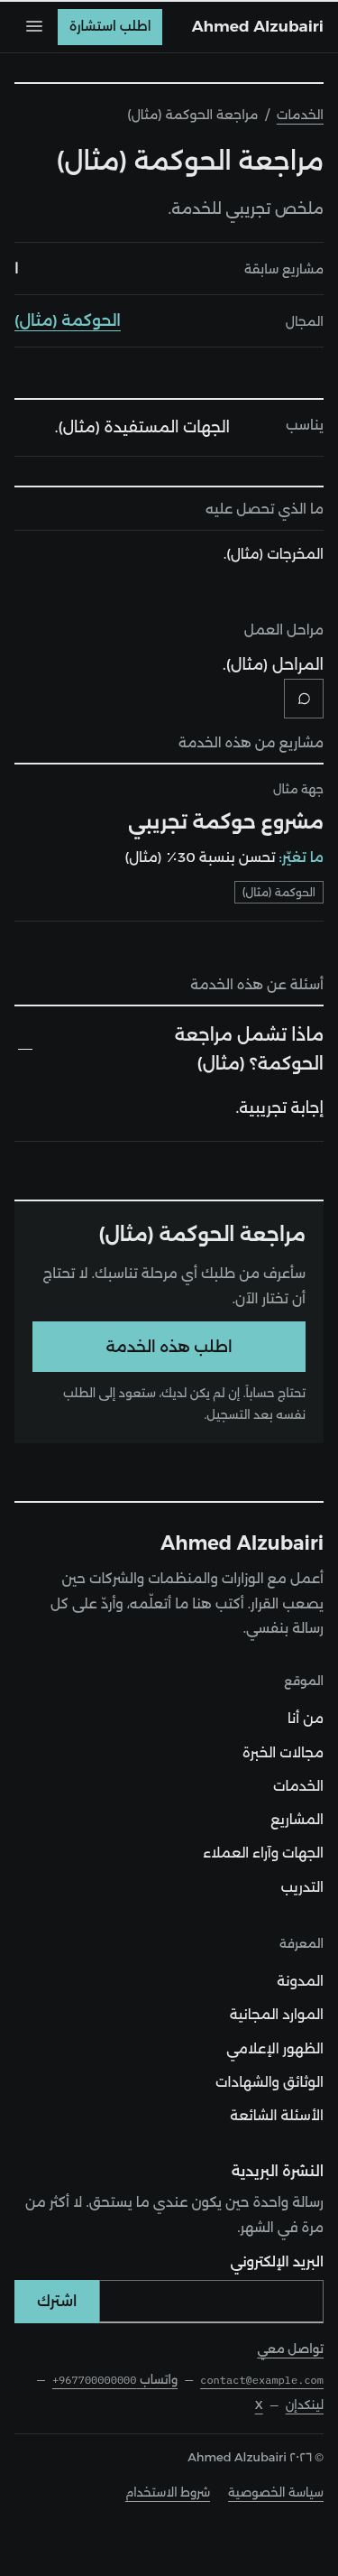 Ahmed Alzubairi
اطلب استشارة
الخدمات / مراجعة الحوكمة (مثال)
مراجعة الحوكمة (مثال)
ملخص تجريبي للخدمة.
مشاريع سابقة
١
المجال
الحوكمة (مثال)
يناسب
الجهات المستفيدة (مثال).
ما الذي تحصل عليه
المخرجات (مثال).
مراحل العمل
المراحل (مثال).
مشاريع من هذه الخدمة
جهة مثال
مشروع حوكمة تجريبي
ما تغيّر: تحسن بنسبة 30٪ (مثال)
الحوكمة (مثال)
أسئلة عن هذه الخدمة
ماذا تشمل مراجعة
الحوكمة؟ (مثال)
إجابة تجريبية.
مراجعة الحوكمة (مثال)
سأعرف من طلبك أي مرحلة تناسبك. لا تحتاج
أن تختار الآن.
اطلب هذه الخدمة
تحتاج حساباً. إن لم يكن لديك، ستعود إلى الطلب
نفسه بعد التسجيل.
Ahmed Alzubairi
أعمل مع الوزارات والمنظمات والشركات حين
يصعب القرار. أكتب هنا ما أتعلّمه، وأردّ على كل
رسالة بنفسي.
الموقع
من أنا
مجالات الخبرة
الخدمات
المشاريع
الجهات وآراء العملاء
التدريب
المعرفة
المدونة
الموارد المجانية
الظهور الإعلامي
الوثائق والشهادات
الأسئلة الشائعة
النشرة البريدية
رسالة واحدة حين يكون عندي ما يستحق. لا أكثر من
مرة في الشهر.
البريد الإلكتروني
اشترك
تواصل معي
contact@example.com — واتساب +967700000000 —
لينكدإن — X
© ٢٠٢٦ Ahmed Alzubairi
سياسة الخصوصية
شروط الاستخدام